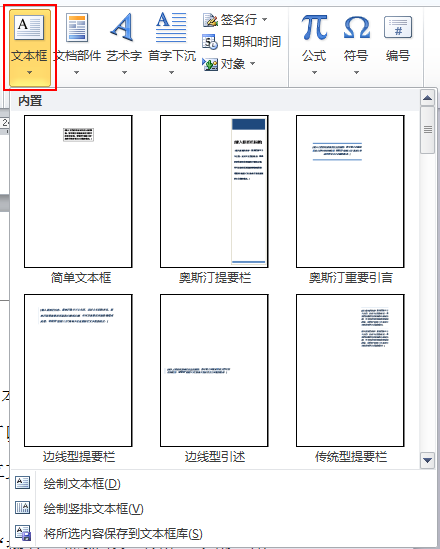 签名行
日期和时间
对象
文本框 文档部件 艺术字 首字下沉 公式 符号 编号
内置
简单文本框 奥斯汀提要栏 奥斯汀重要引言
边线型提要栏 边线型引述 传统型提要栏
绘制文本框(D)
绘制竖排文本框(V)
将所选内容保存到文本框库(S)